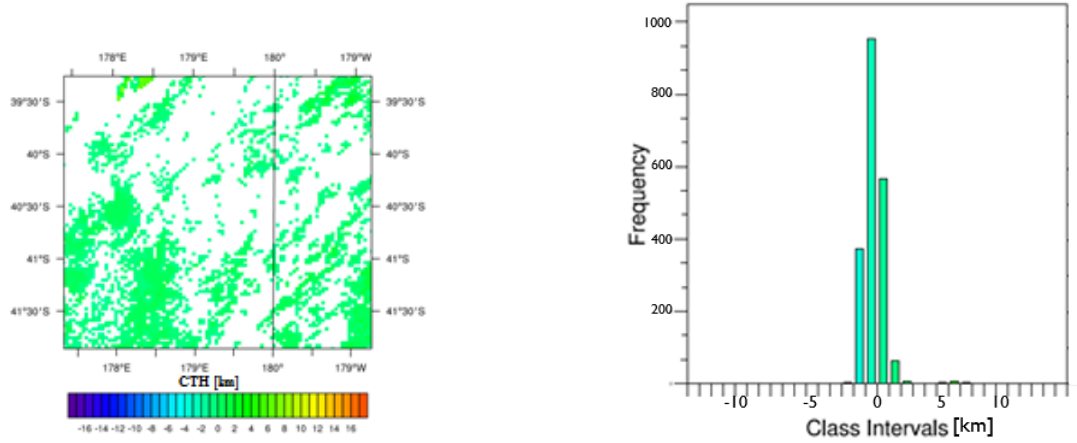 178°E 179°E 180° 179°W
39°30'S 39°30'S
40°S 40°S
40°30'S 40°30'S
41°S 41°S
41°30'S 41°30'S
178°E 179°E 180° 179°W
CTH [km]
-16 -14 -12 -10 -8 -6 -4 -2 0 2 4 6 8 10 12 14 16
Frequency
1000
800
600
400
200
-10 -5 0 5 10
Class Intervals [km]